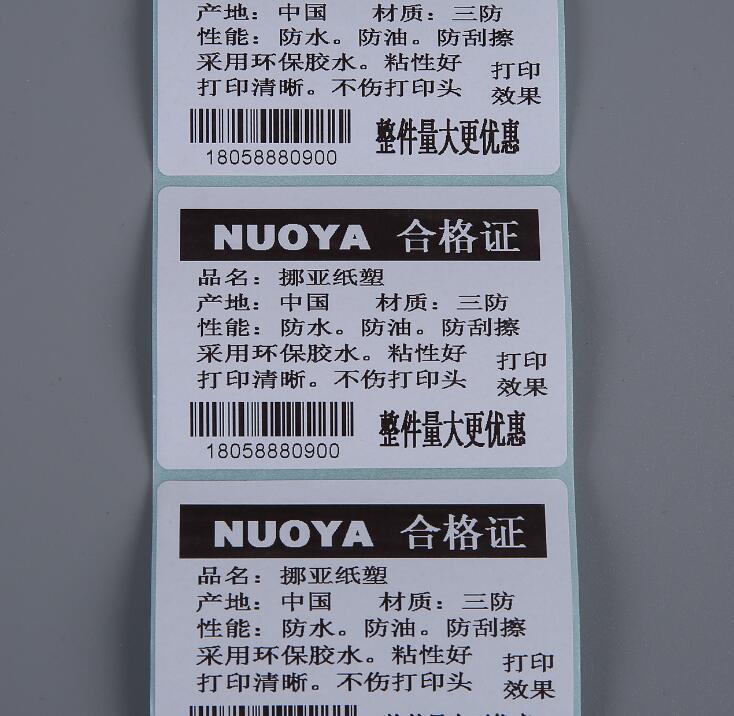 产地：中国 材质：三防
性能：防水。防油。防刮擦
采用环保胶水。粘性好
打印清晰。不伤打印头
打印
效果
18058880900
整件量大更优惠
NUOYA 合格证
品名：挪亚纸塑
产地：中国 材质：三防
性能：防水。防油。防刮擦
采用环保胶水。粘性好
打印清晰。不伤打印头
打印
效果
18058880900
整件量大更优惠
NUOYA 合格证
品名：挪亚纸塑
产地：中国 材质：三防
性能：防水。防油。防刮擦
采用环保胶水。粘性好
打印清晰。不伤打印头
打印
效果